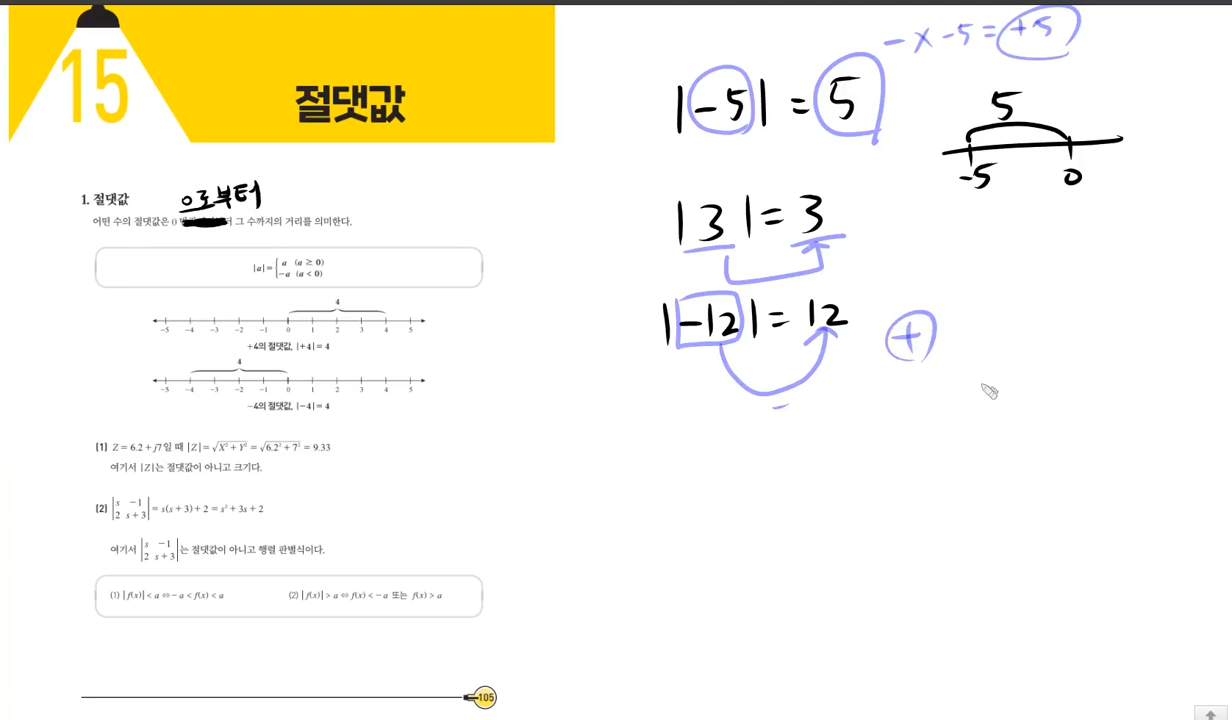 15
절댓값
1. 절댓값
0로부터
어떤 수의 절댓값은 0 터 그 수까지의 거리를 의미한다.
|a| = { a (a ≥ 0)
−a (a < 0)
4
−5 −4 −3 −2 −1 0 1 2 3 4 5
+4의 절댓값, |+4| = 4
4
−5 −4 −3 −2 −1 0 1 2 3 4 5
−4의 절댓값, |−4| = 4
(1) Z = 6.2 + j7일 때 |Z| = √(X² + Y²) = √(6.2² + 7²) = 9.33
여기서 |Z|는 절댓값이 아니고 크기다.
(2) |s −1
2 s+3| = s(s + 3) + 2 = s² + 3s + 2
여기서 |s −1
2 s+3|는 절댓값이 아니고 행렬 판별식이다.
(1) |f(x)| < a ⇔ −a < f(x) < a (2) |f(x)| > a ⇔ f(x) < −a 또는 f(x) > a
105
− x −5 = +5
|−5| = 5
5
−5 0
|3| = 3
|−12| = 12
+
−